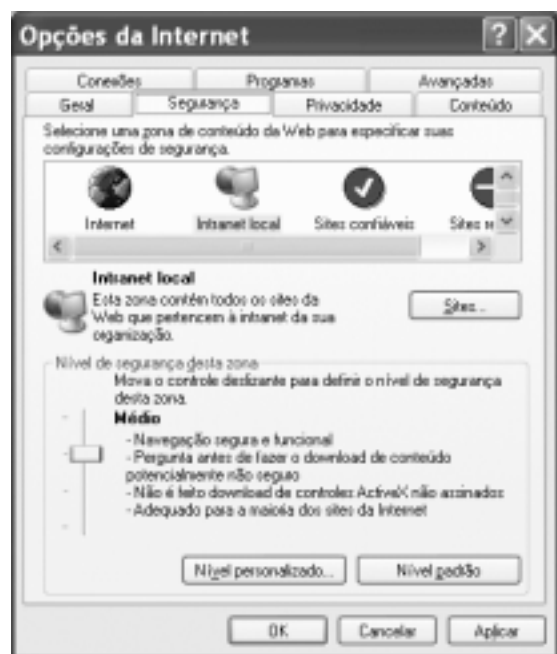 Opções da Internet
Conexões Programas Avançadas
Geral Segurança Privacidade Conteúdo
Selecione uma zona de conteúdo da Web para especificar suas
configurações de segurança.
Internet Intranet local Sites confiáveis Sites re
Intranet local
Esta zona contém todos os sites da
Web que pertencem à intranet da sua
organização.
Sites...
Nível de segurança desta zona
Mova o controle deslizante para definir o nível de segurança
desta zona.
Médio
- Navegação segura e funcional
- Pergunta antes de fazer o download de conteúdo
potencialmente não seguro
- Não é feito download de controles ActiveX não assinados
- Adequado para a maioria dos sites da Internet
Nível personalizado... Nível padrão
OK Cancelar Aplicar